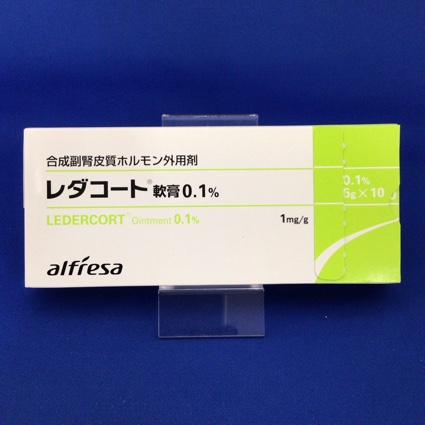 合成副腎皮質ホルモン外用剤
レダコート® 軟膏0.1%
LEDERCORT® Ointment 0.1%
1mg/g
0.1%
5g×10
alfresa